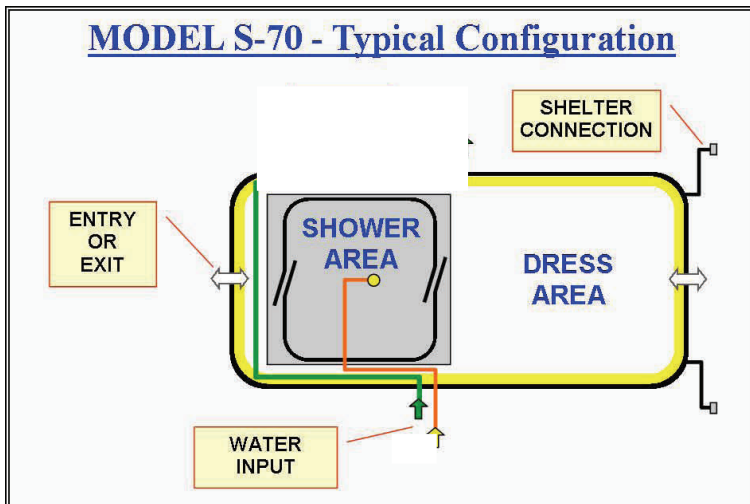 MODEL S-70 - Typical Configuration
SHELTER
CONNECTION
ENTRY
OR
EXIT
SHOWER
AREA
DRESS
AREA
WATER
INPUT